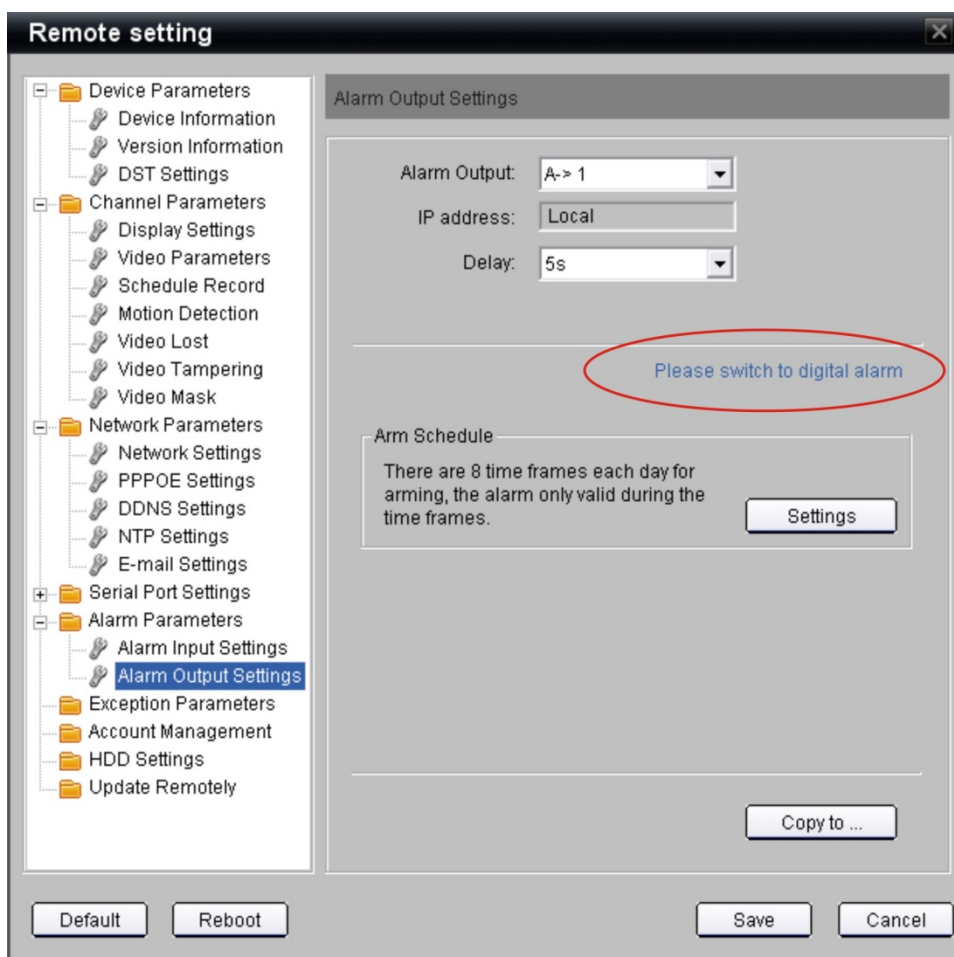 Remote setting
Device Parameters
Device Information
Version Information
DST Settings
Channel Parameters
Display Settings
Video Parameters
Schedule Record
Motion Detection
Video Lost
Video Tampering
Video Mask
Network Parameters
Network Settings
PPPOE Settings
DDNS Settings
NTP Settings
E-mail Settings
Serial Port Settings
Alarm Parameters
Alarm Input Settings
Alarm Output Settings
Exception Parameters
Account Management
HDD Settings
Update Remotely
Alarm Output Settings
Alarm Output: A-> 1
IP address: Local
Delay: 5s
Please switch to digital alarm
Arm Schedule
There are 8 time frames each day for
arming, the alarm only valid during the
time frames.
Settings
Copy to ...
Default Reboot Save Cancel